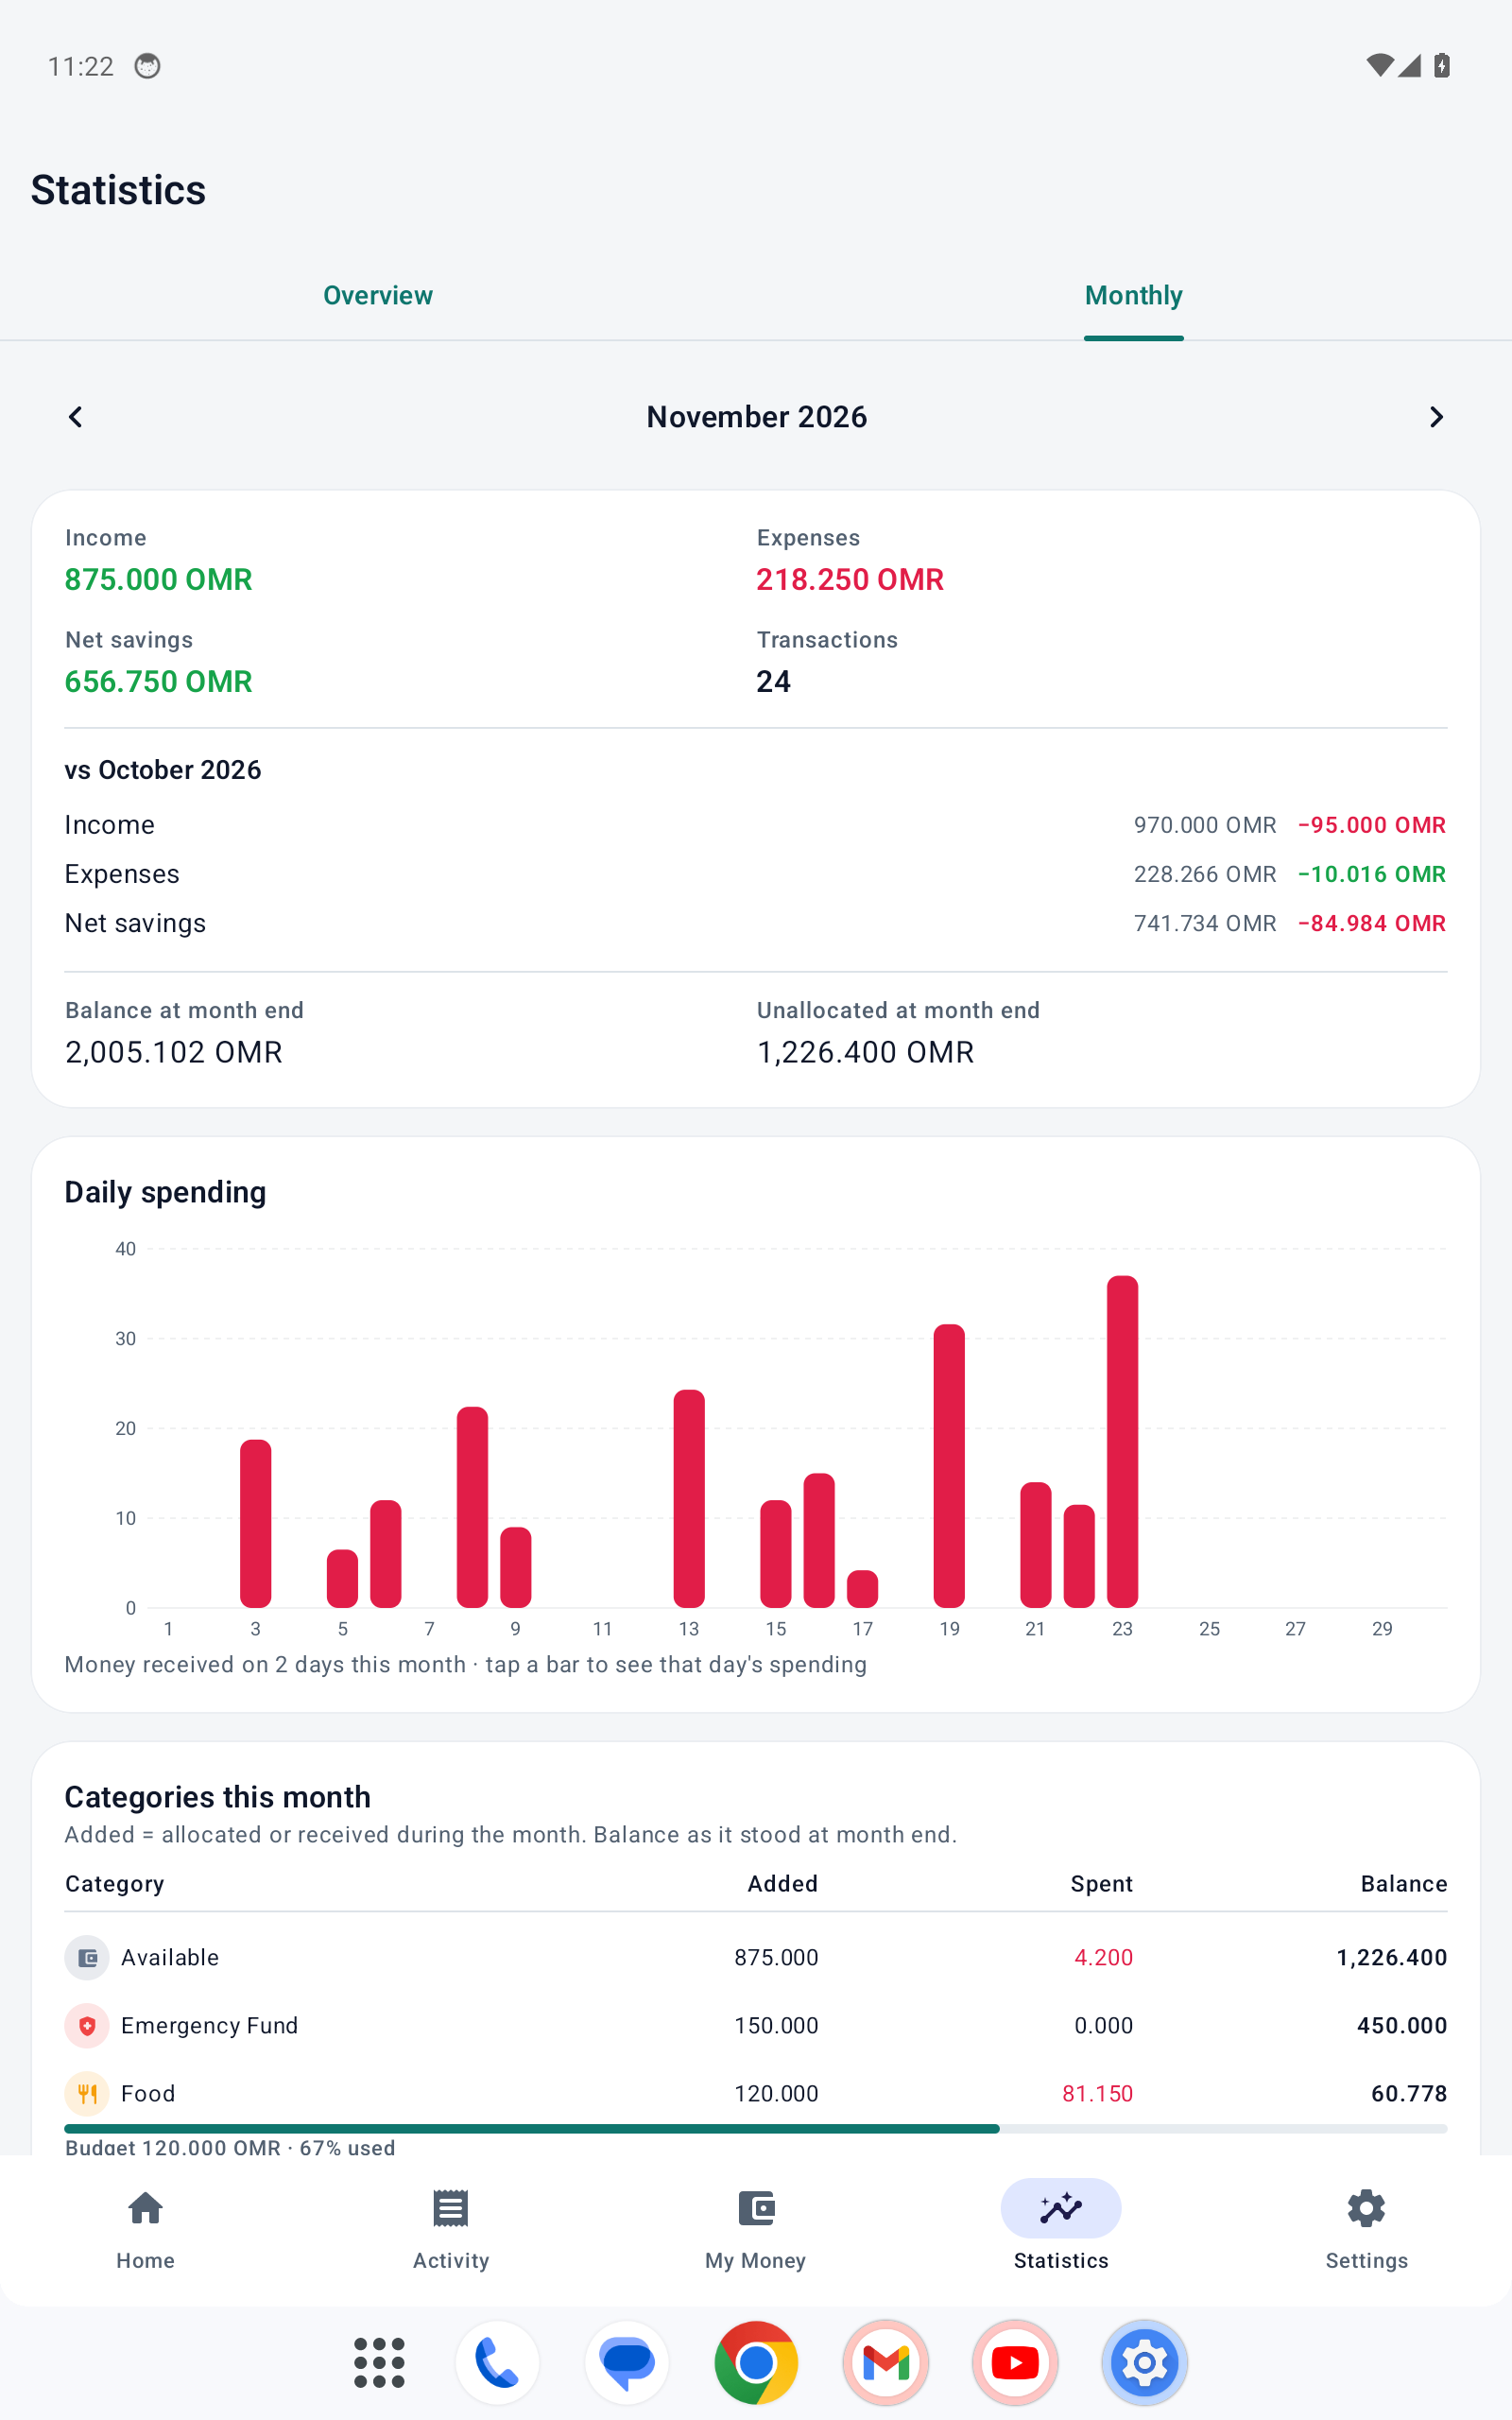 11:22
Statistics
Overview Monthly
November 2026
Income Expenses
875.000 OMR 218.250 OMR
Net savings Transactions
656.750 OMR 24
vs October 2026
Income 970.000 OMR −95.000 OMR
Expenses 228.266 OMR −10.016 OMR
Net savings 741.734 OMR −84.984 OMR
Balance at month end Unallocated at month end
2,005.102 OMR 1,226.400 OMR
Daily spending
40
30
20
10
0
1 3 5 7 9 11 13 15 17 19 21 23 25 27 29
Money received on 2 days this month · tap a bar to see that day's spending
Categories this month
Added = allocated or received during the month. Balance as it stood at month end.
Category Added Spent Balance
Available 875.000 4.200 1,226.400
Emergency Fund 150.000 0.000 450.000
Food 120.000 81.150 60.778
Budget 120.000 OMR · 67% used
Home Activity My Money Statistics Settings